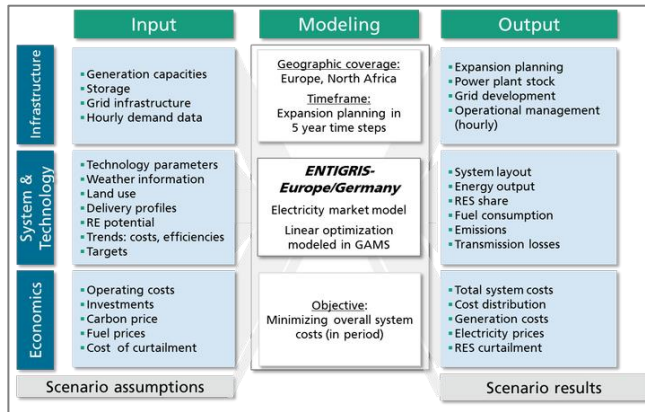 Input
Modeling
Output
Infrastructure
Generation capacities
Storage
Grid infrastructure
Hourly demand data
Geographic coverage:
Europe, North Africa
Timeframe:
Expansion planning in
5 year time steps
Expansion planning
Power plant stock
Grid development
Operational management
(hourly)
System &
Technology
Technology parameters
Weather information
Land use
Delivery profiles
RE potential
Trends: costs, efficiencies
Targets
ENTIGRIS-
Europe/Germany
Electricity market model
Linear optimization
modeled in GAMS
System layout
Energy output
RES share
Fuel consumption
Emissions
Transmission losses
Economics
Operating costs
Investments
Carbon price
Fuel prices
Cost of curtailment
Objective:
Minimizing overall system
costs (in period)
Total system costs
Cost distribution
Generation costs
Electricity prices
RES curtailment
Scenario assumptions
Scenario results